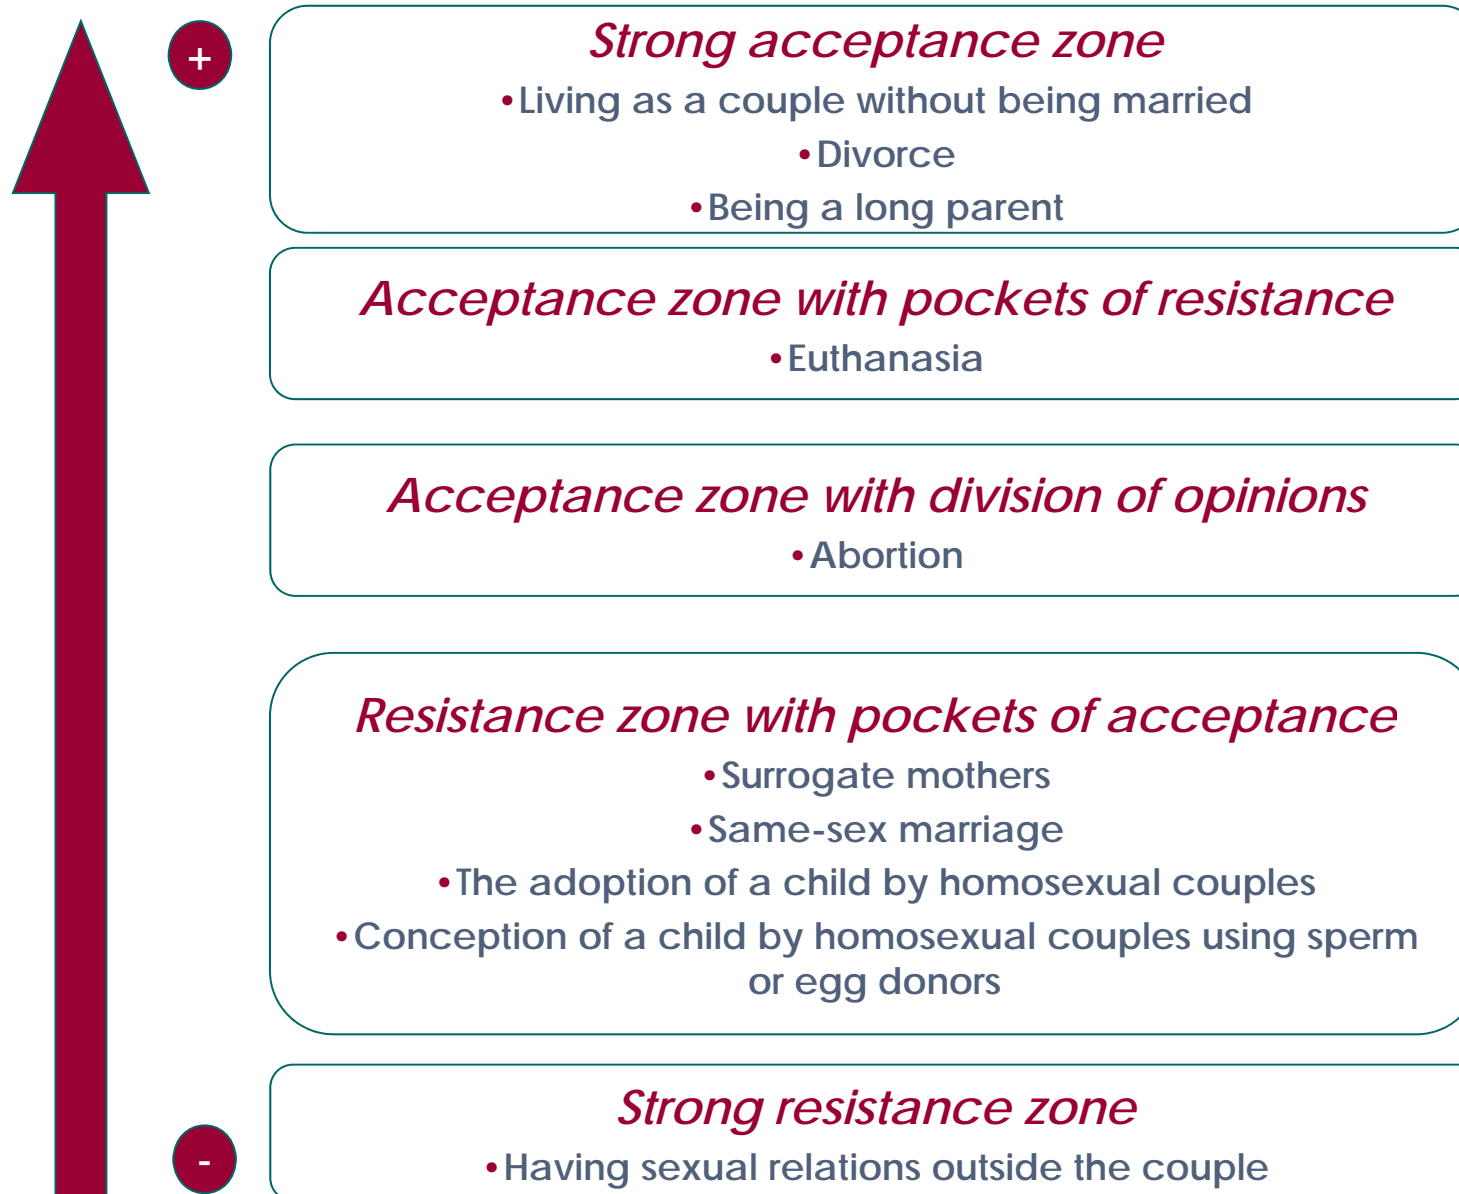 +
Strong acceptance zone
•Living as a couple without being married
•Divorce
•Being a long parent
Acceptance zone with pockets of resistance
•Euthanasia
Acceptance zone with division of opinions
•Abortion
Resistance zone with pockets of acceptance
•Surrogate mothers
•Same-sex marriage
•The adoption of a child by homosexual couples
•Conception of a child by homosexual couples using sperm
or egg donors
Strong resistance zone
-
•Having sexual relations outside the couple